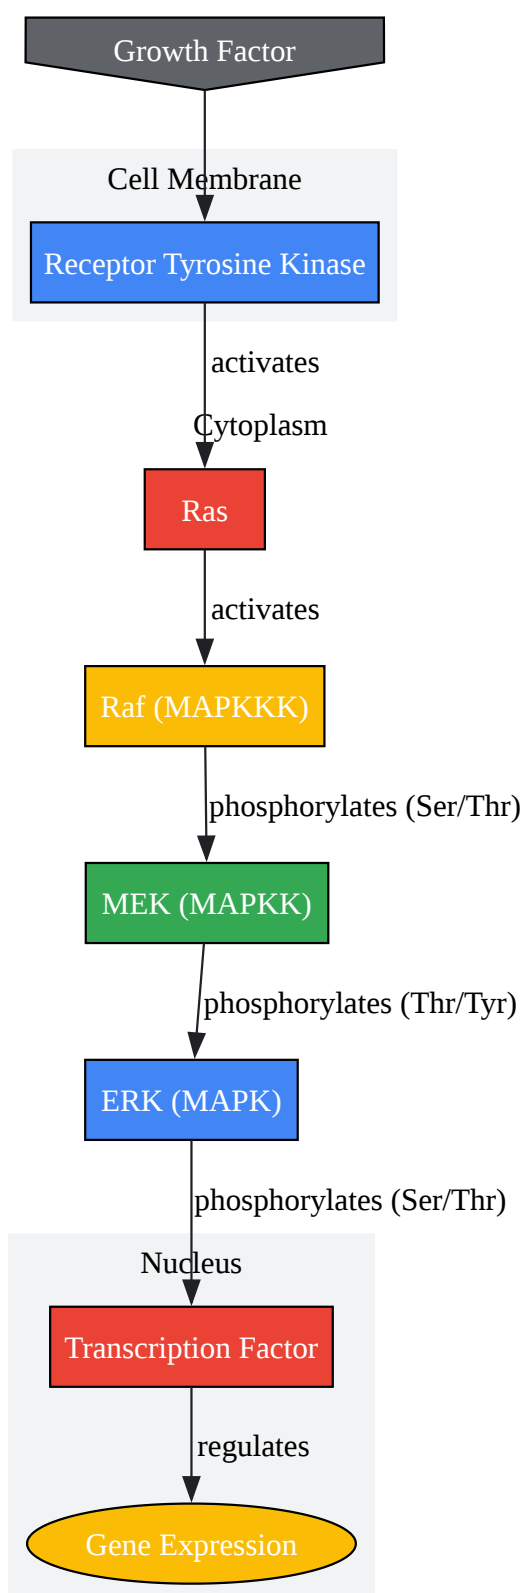 Growth Factor
Cell Membrane
Receptor Tyrosine Kinase
activates
Cytoplasm
Ras
activates
Raf (MAPKKK)
phosphorylates (Ser/Thr)
MEK (MAPKK)
phosphorylates (Thr/Tyr)
ERK (MAPK)
phosphorylates (Ser/Thr)
Nucleus
Transcription Factor
regulates
Gene Expression